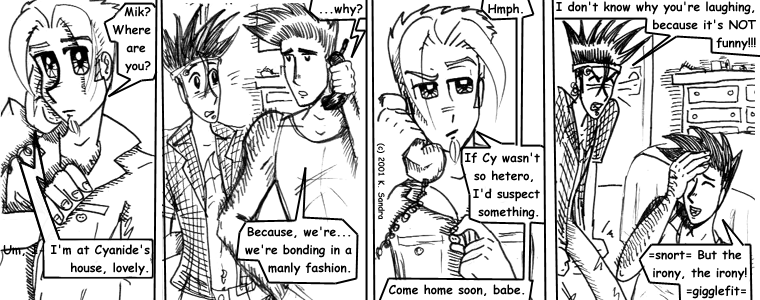 Mik?
Where
are
you?
Um,
I'm at Cyanide's
house, lovely.
...why?
Because, we're...
we're bonding in a
manly fashion.
(c) 2001 K. Sandro
Hmph.
If Cy wasn't
so hetero,
I'd suspect
something.
Come home soon, babe.
I don't know why you're laughing,
because it's NOT
funny!!!
=snort= But the
irony, the irony!
=gigglefit=